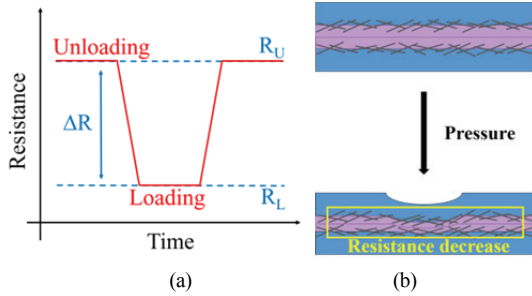 Unloading
R_U
ΔR
R_L
Loading
Resistance
Time
(a)
Pressure
Resistance decrease
(b)